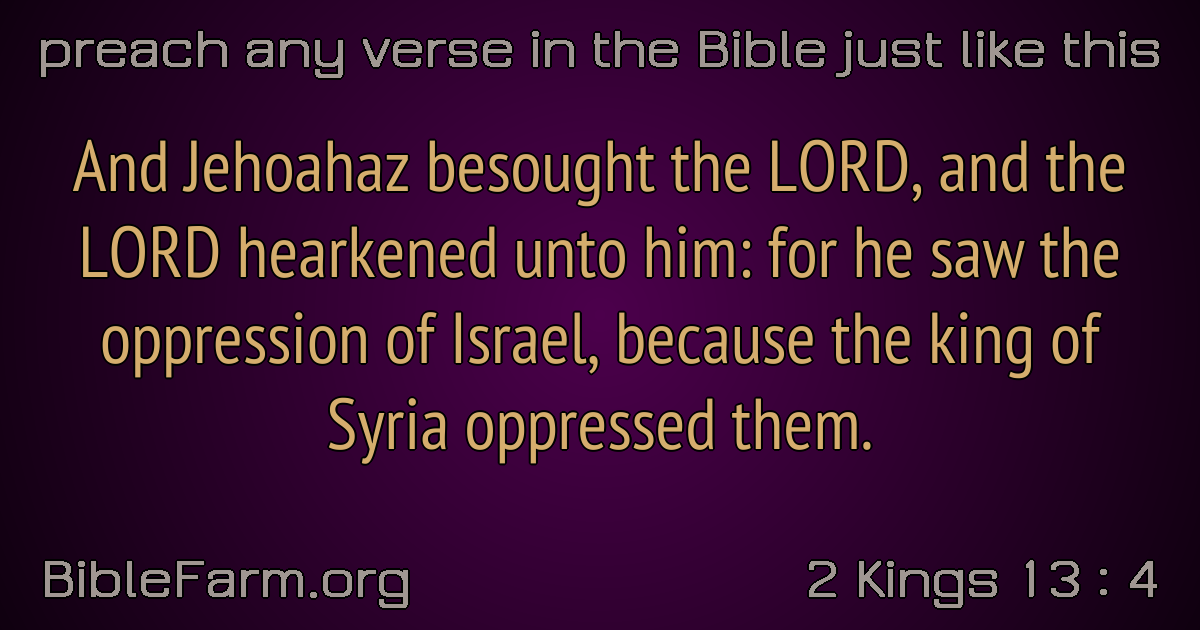 preach any verse in the Bible just like this
And Jehoahaz besought the LORD, and the
LORD hearkened unto him: for he saw the
oppression of Israel, because the king of
Syria oppressed them.
BibleFarm.org
2 Kings 13 : 4